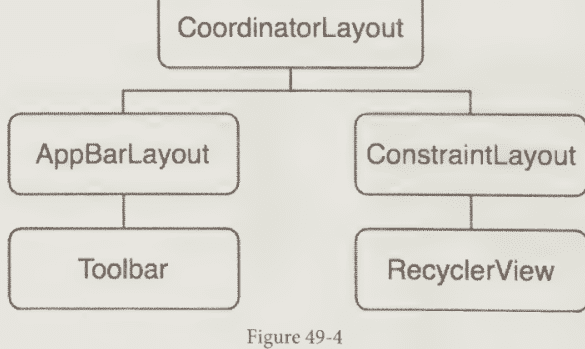 CoordinatorLayout
AppBarLayout
ConstraintLayout
Toolbar
RecyclerView
Figure 49-4